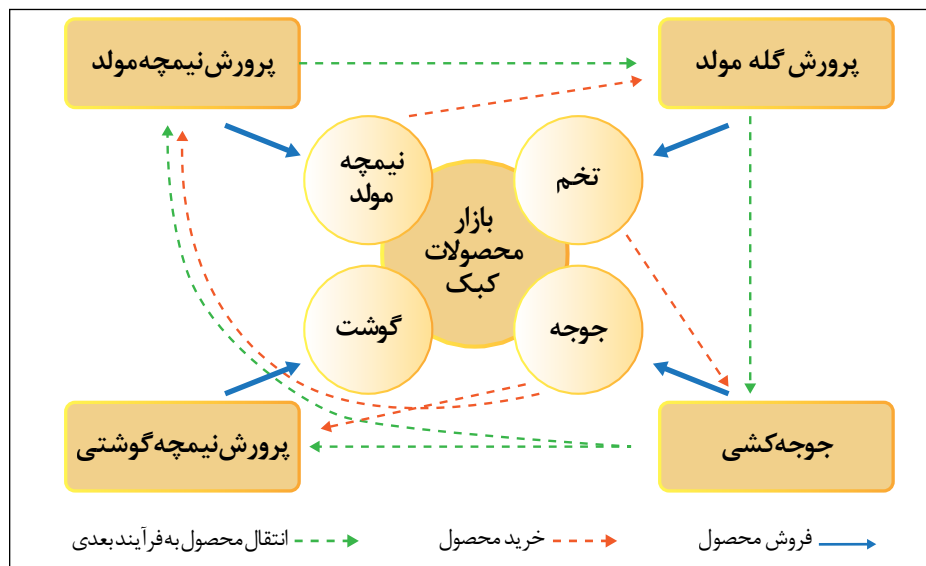 پرورش گله مولد
پرورش نیمچه مولد
نیمچه
مولد
تخم
بازار
محصولات
کبک
گوشت
جوجه
جوجه‌کشی
پرورش نیمچه گوشتی
فروش محصول
خرید محصول
انتقال محصول به فرآیند بعدی